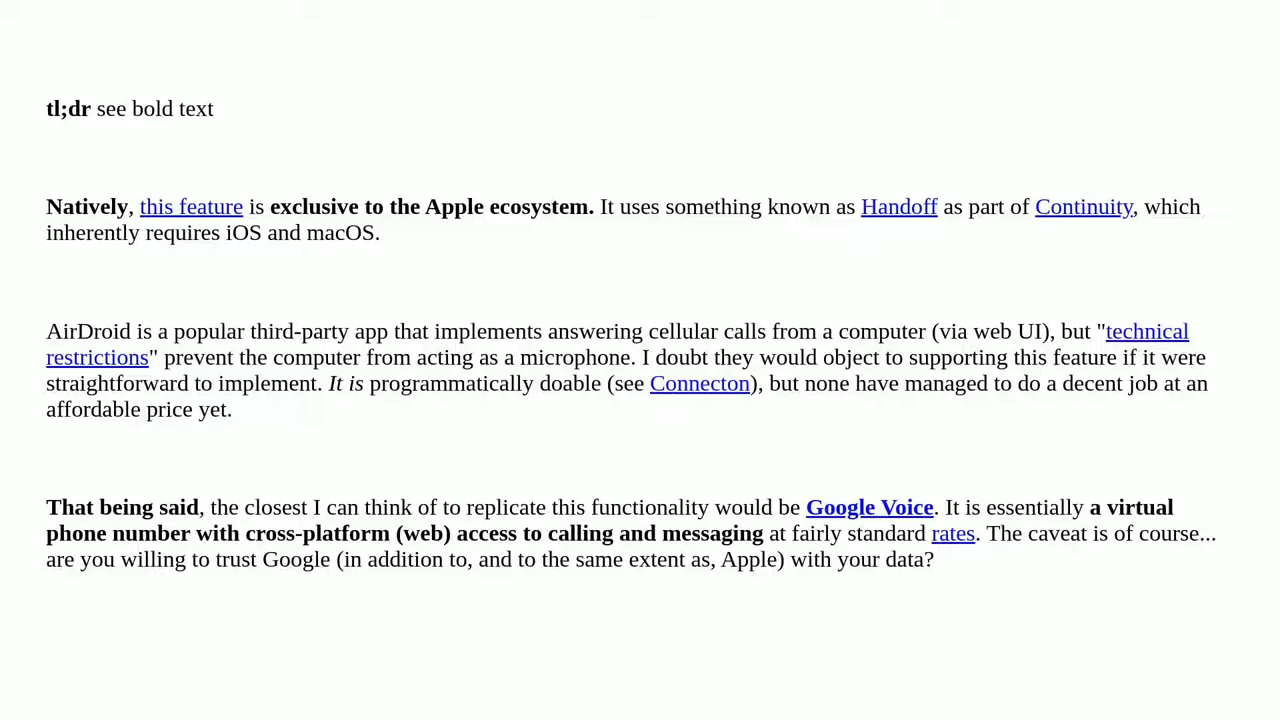 tl;dr see bold text
Natively, this feature is exclusive to the Apple ecosystem. It uses something known as Handoff as part of Continuity, which
inherently requires iOS and macOS.
AirDroid is a popular third-party app that implements answering cellular calls from a computer (via web UI), but "technical
restrictions" prevent the computer from acting as a microphone. I doubt they would object to supporting this feature if it were
straightforward to implement. It is programmatically doable (see Connecton), but none have managed to do a decent job at an
affordable price yet.
That being said, the closest I can think of to replicate this functionality would be Google Voice. It is essentially a virtual
phone number with cross-platform (web) access to calling and messaging at fairly standard rates. The caveat is of course...
are you willing to trust Google (in addition to, and to the same extent as, Apple) with your data?